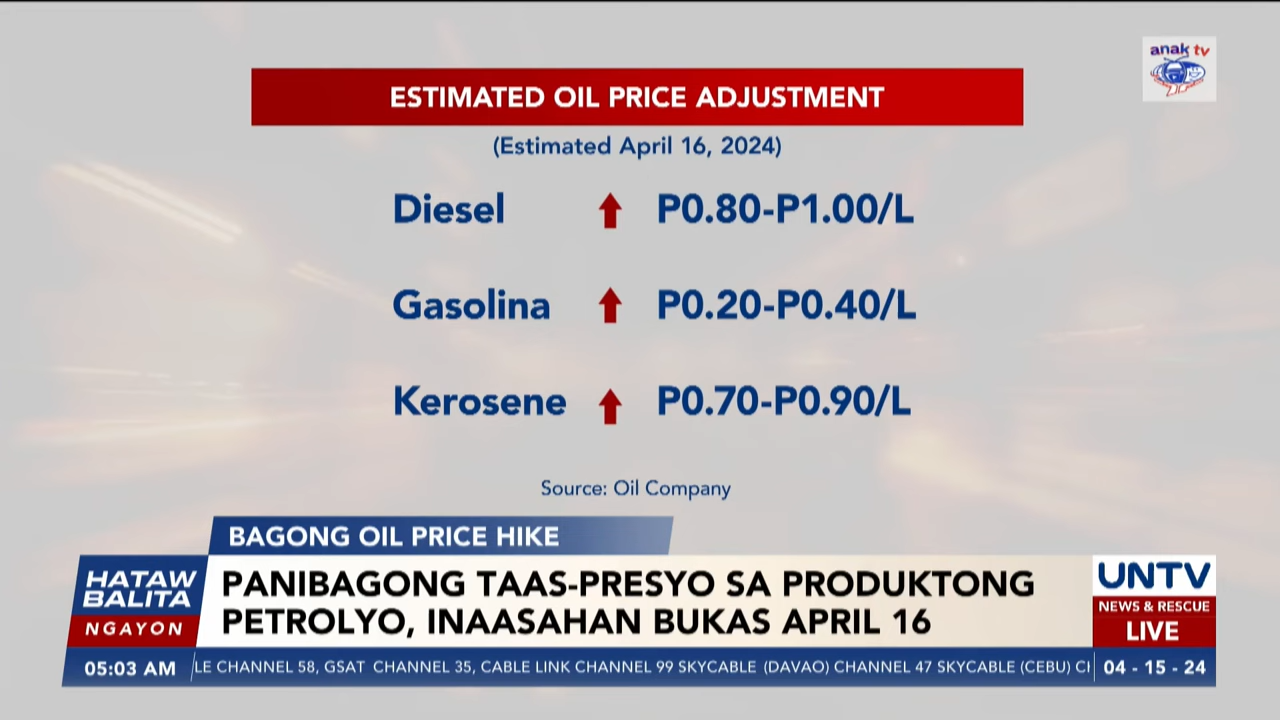 anak tv
ESTIMATED OIL PRICE ADJUSTMENT
(Estimated April 16, 2024)
Diesel P0.80-P1.00/L
Gasolina P0.20-P0.40/L
Kerosene P0.70-P0.90/L
Source: Oil Company
BAGONG OIL PRICE HIKE
HATAW
BALITA
NGAYON
PANIBAGONG TAAS-PRESYO SA PRODUKTONG
PETROLYO, INAASAHAN BUKAS APRIL 16
UNTV
NEWS & RESCUE
LIVE
05:03 AM
LE CHANNEL 58, GSAT CHANNEL 35, CABLE LINK CHANNEL 99 SKYCABLE (DAVAO) CHANNEL 47 SKYCABLE (CEBU)
04 - 15 - 24